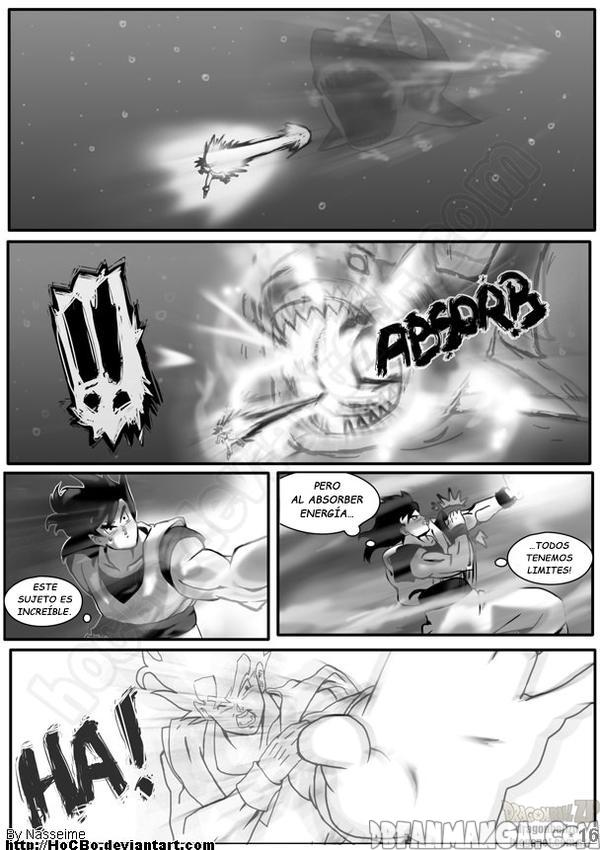 !!
ABSORB
ESTE
SUJETO ES
INCREÍBLE.
PERO
AL ABSORBER
ENERGÍA...
...TODOS
TENEMOS
LIMITES!
HA!
By Nasseime
http://HoCBo.deviantart.com
DBFANMANGAS.COM
16